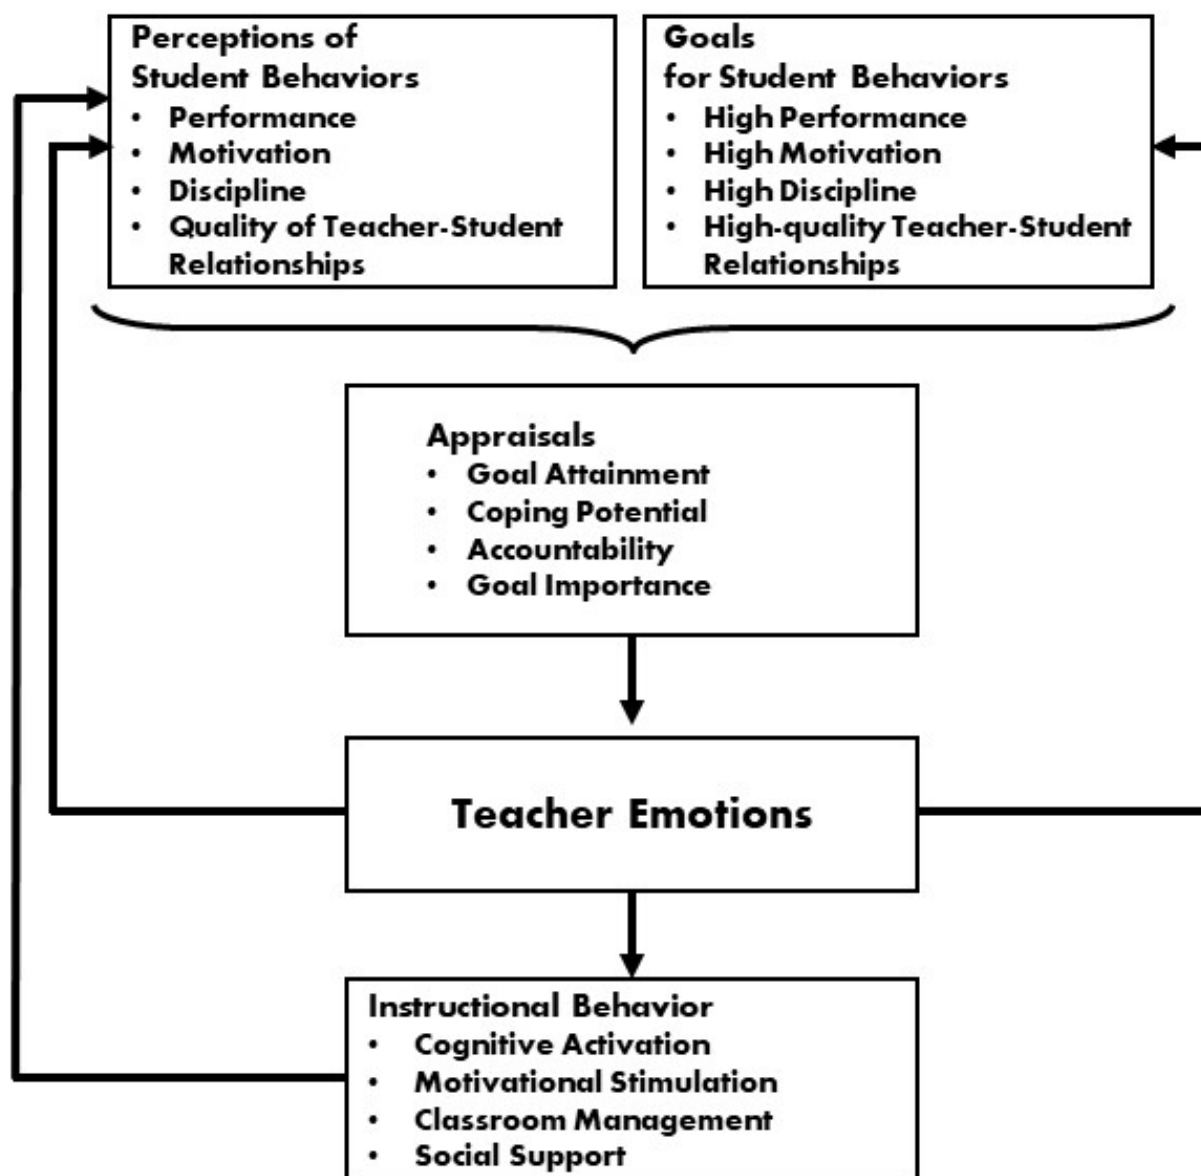 Perceptions of
Student Behaviors
• Performance
• Motivation
• Discipline
• Quality of Teacher-Student
Relationships
Goals
for Student Behaviors
• High Performance
• High Motivation
• High Discipline
• High-quality Teacher-Student
Relationships
Appraisals
• Goal Attainment
• Coping Potential
• Accountability
• Goal Importance
Teacher Emotions
Instructional Behavior
• Cognitive Activation
• Motivational Stimulation
• Classroom Management
• Social Support